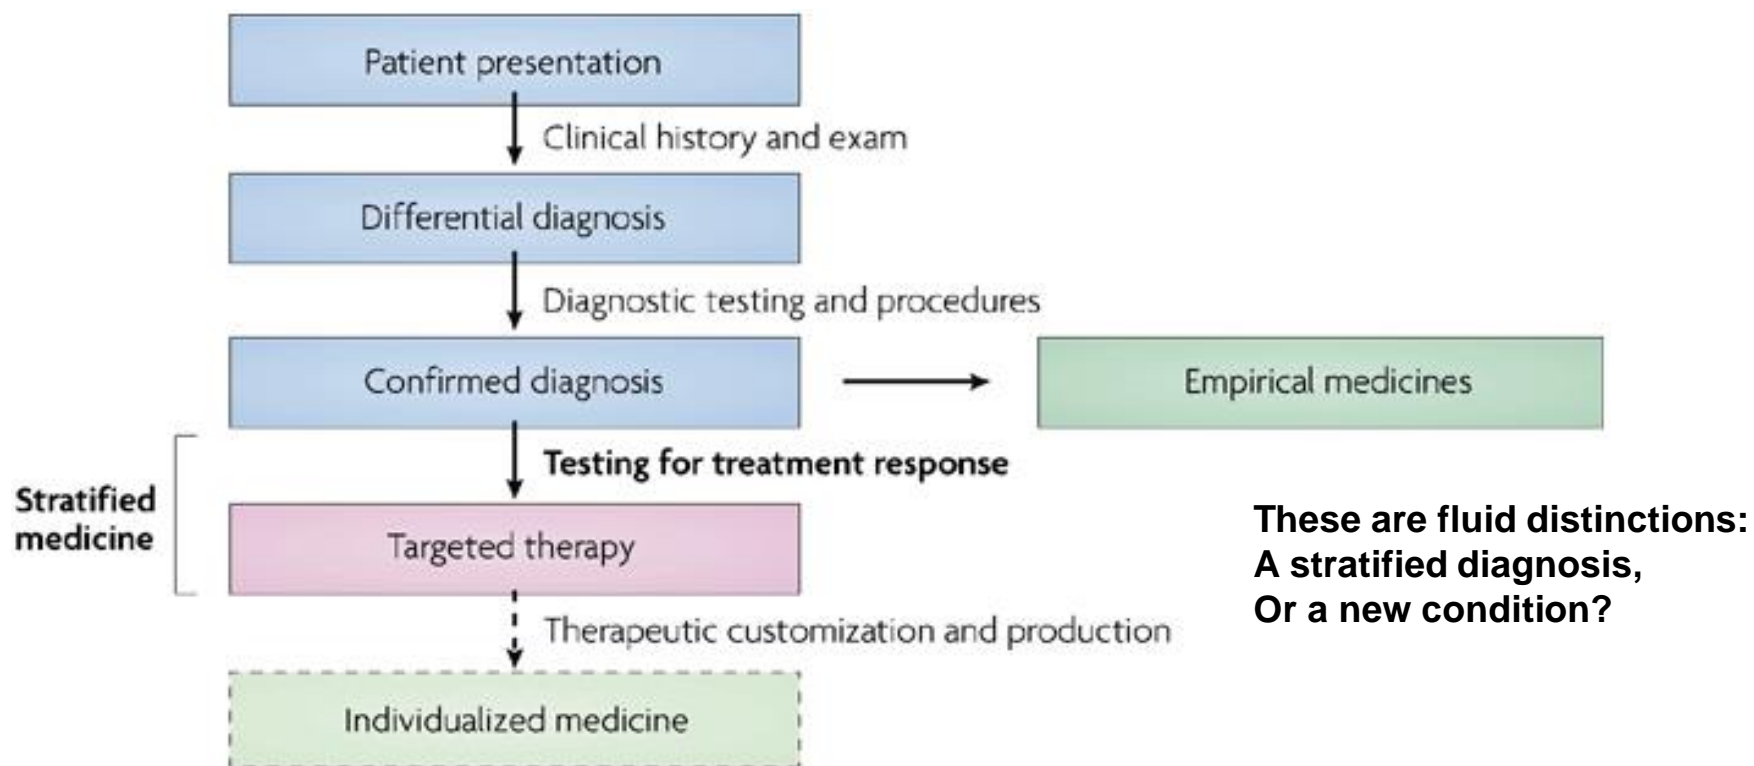 Patient presentation
Clinical history and exam
Differential diagnosis
Diagnostic testing and procedures
Confirmed diagnosis
Empirical medicines
Testing for treatment response
Stratified
medicine
Targeted therapy
These are fluid distinctions:
A stratified diagnosis,
Or a new condition?
Therapeutic customization and production
Individualized medicine